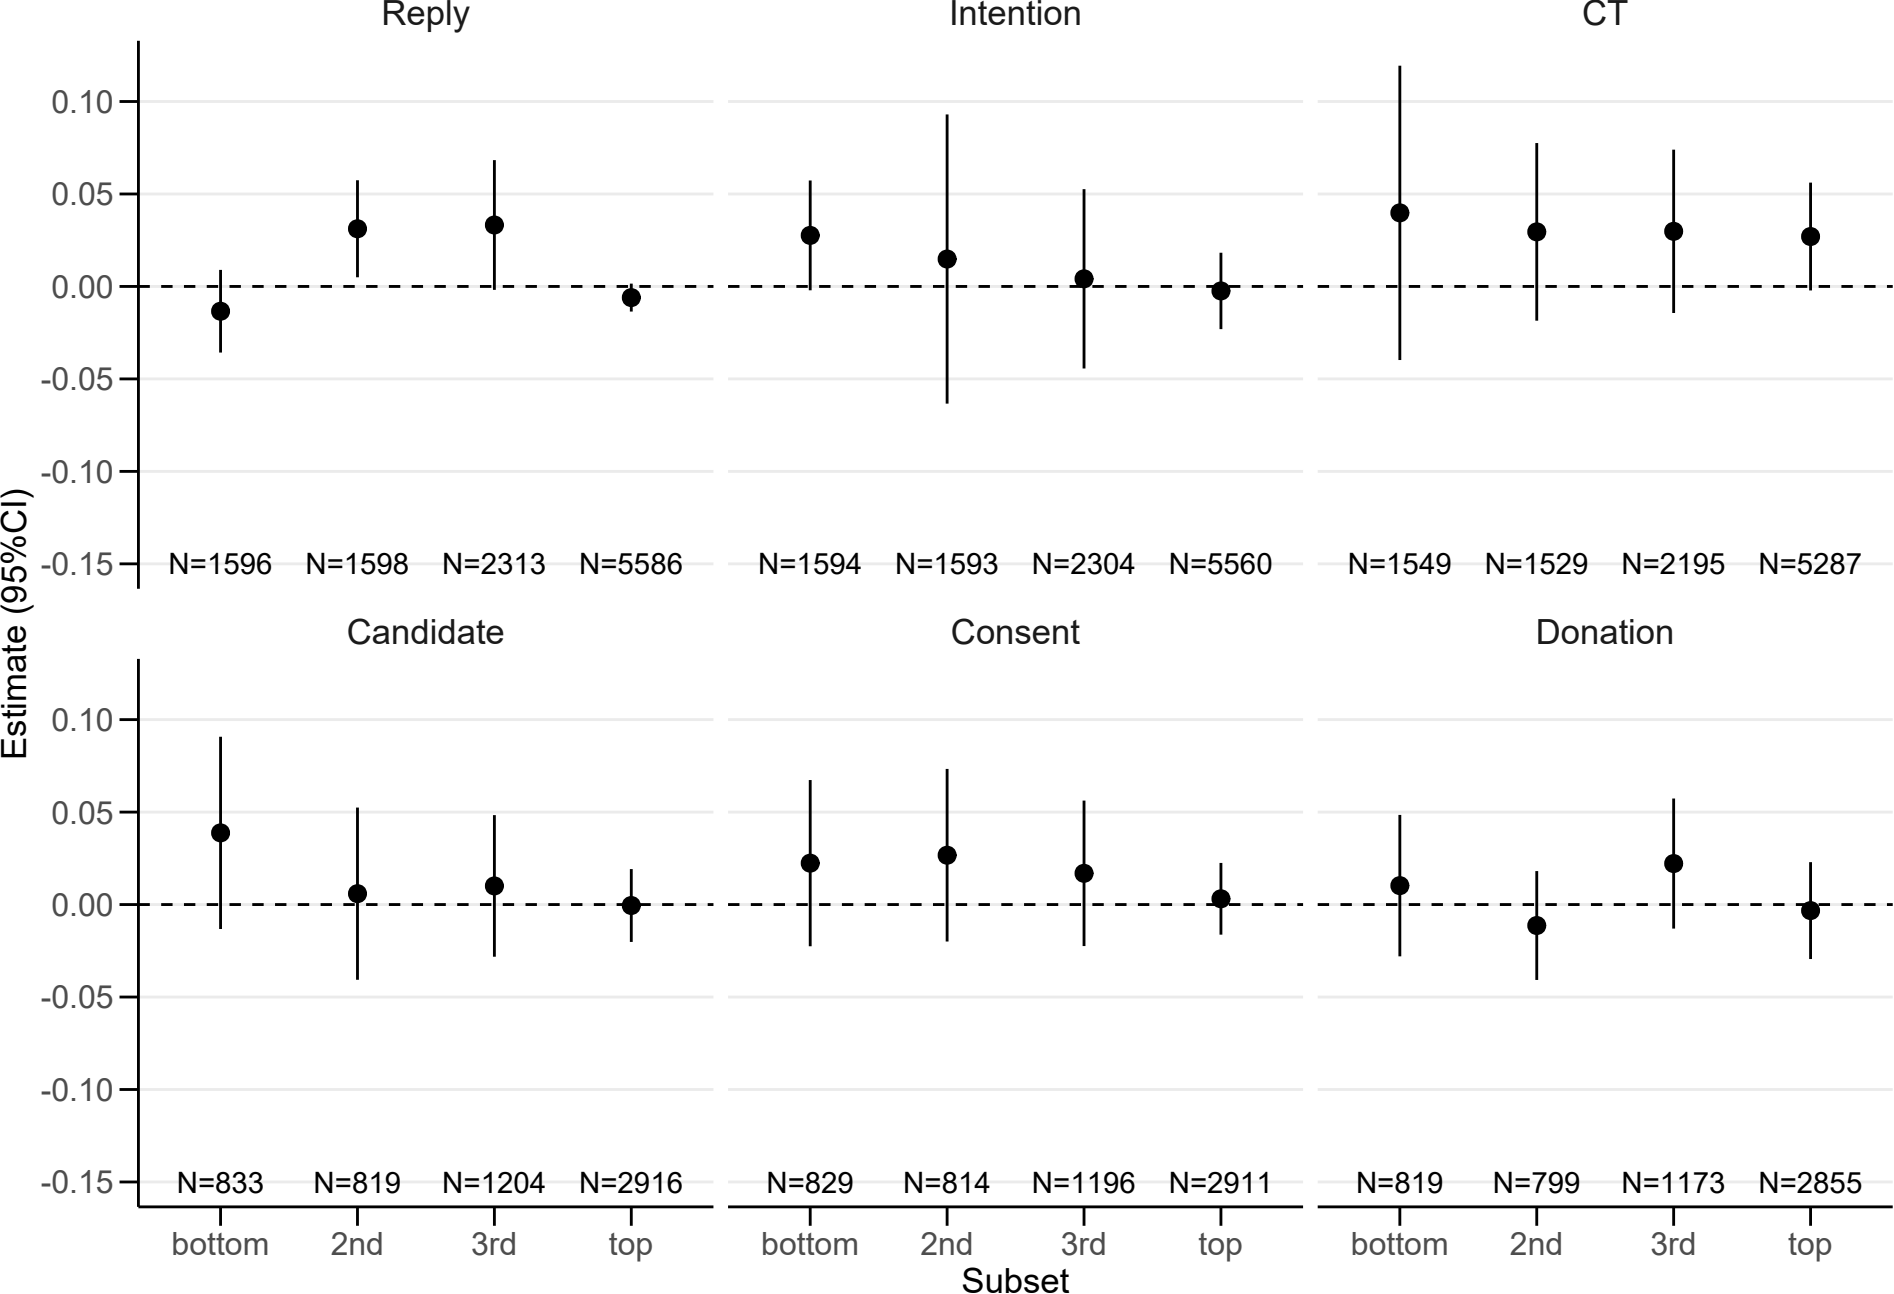 Reply Intention CT
0.10
0.05
0.00
-0.05
-0.10
-0.15
N=1596 N=1598 N=2313 N=5586 N=1594 N=1593 N=2304 N=5560 N=1549 N=1529 N=2195 N=5287
Estimate (95%CI)
Candidate Consent Donation
0.10
0.05
0.00
-0.05
-0.10
-0.15
N=833 N=819 N=1204 N=2916 N=829 N=814 N=1196 N=2911 N=819 N=799 N=1173 N=2855
bottom 2nd 3rd top bottom 2nd 3rd top bottom 2nd 3rd top
Subset